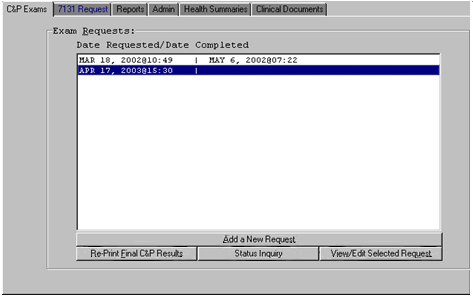 C&P Exams 7131 Request Reports Admin Health Summaries Clinical Documents
Exam Requests:
Date Requested/Date Completed
MAR 18, 2002@10:49 | MAY 6, 2002@07:22
APR 17, 2003@15:30 |
Add a New Request
Re-Print Final C&P Results Status Inquiry View/Edit Selected Request